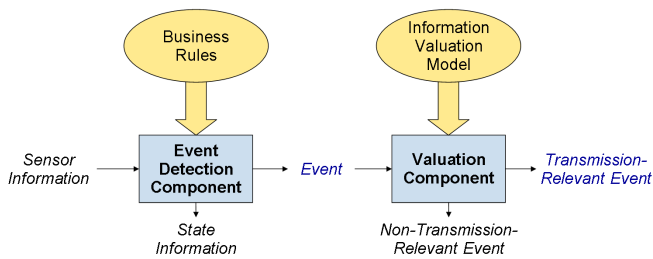 Business
Rules
Information
Valuation
Model
Sensor
Information
Event
Detection
Component
Event
Valuation
Component
Transmission-
Relevant Event
State
Information
Non-Transmission-
Relevant Event